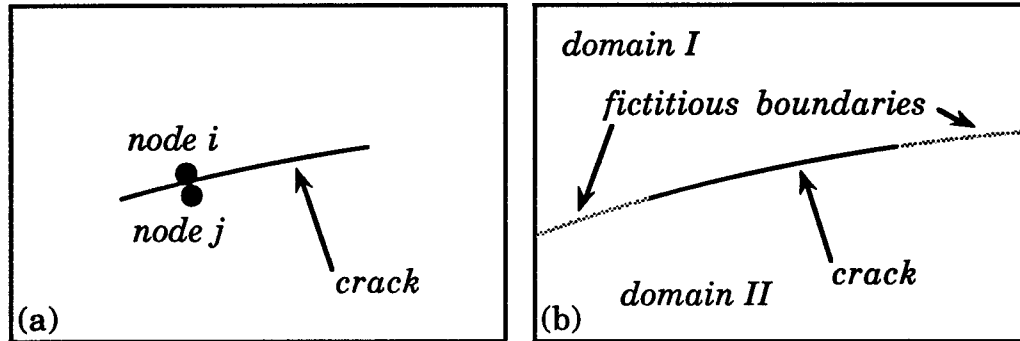 node i
node j
crack
(a)
domain I
fictitious boundaries
crack
domain II
(b)